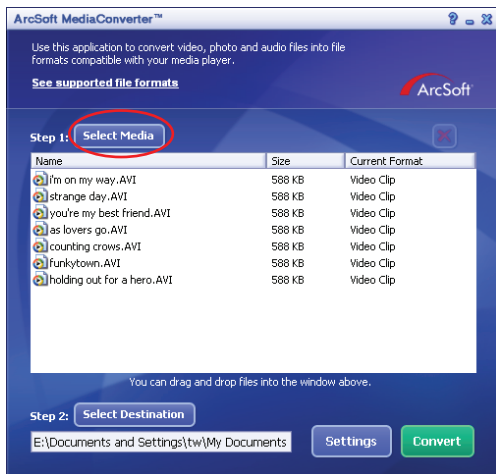 ArcSoft MediaConverter™
Use this application to convert video, photo and audio files into file
formats compatible with your media player.
See supported file formats
ArcSoft®
Step 1: Select Media
Name Size Current Format
i'm on my way.AVI 588 KB Video Clip
strange day.AVI 588 KB Video Clip
you're my best friend.AVI 588 KB Video Clip
as lovers go.AVI 588 KB Video Clip
counting crows.AVI 588 KB Video Clip
funkytown.AVI 588 KB Video Clip
holding out for a hero.AVI 588 KB Video Clip
You can drag and drop files into the window above.
Step 2: Select Destination
E:\Documents and Settings\tw\My Documents Settings Convert